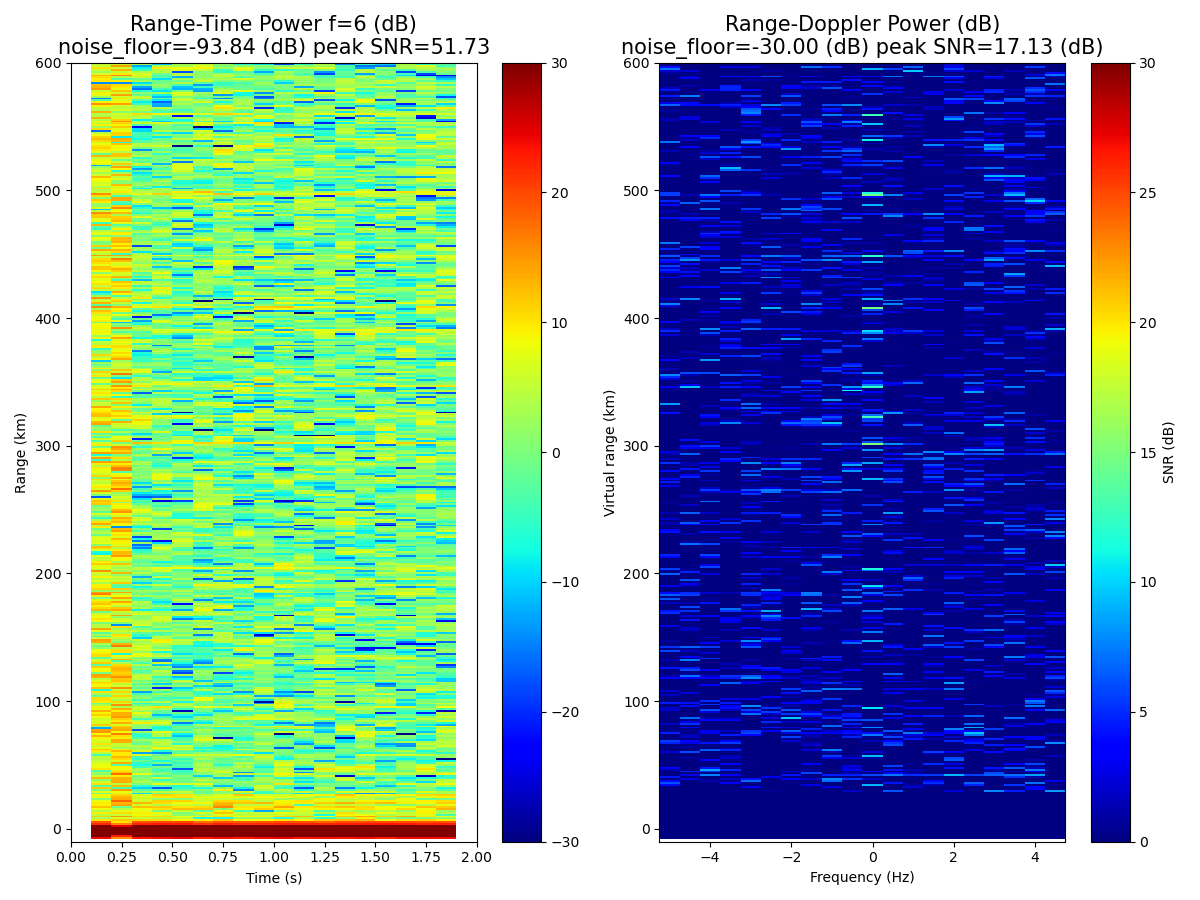 Range-Time Power f=6 (dB)
noise_floor=-93.84 (dB) peak SNR=51.73
600
500
400
300
200
100
0
Range (km)
0.00 0.25 0.50 0.75 1.00 1.25 1.50 1.75 2.00
Time (s)
30
20
10
0
−10
−20
−30
Range-Doppler Power (dB)
noise_floor=-30.00 (dB) peak SNR=17.13 (dB)
600
500
400
300
200
100
0
Virtual range (km)
−4 −2 0 2 4
Frequency (Hz)
30
25
20
15
10
5
0
SNR (dB)